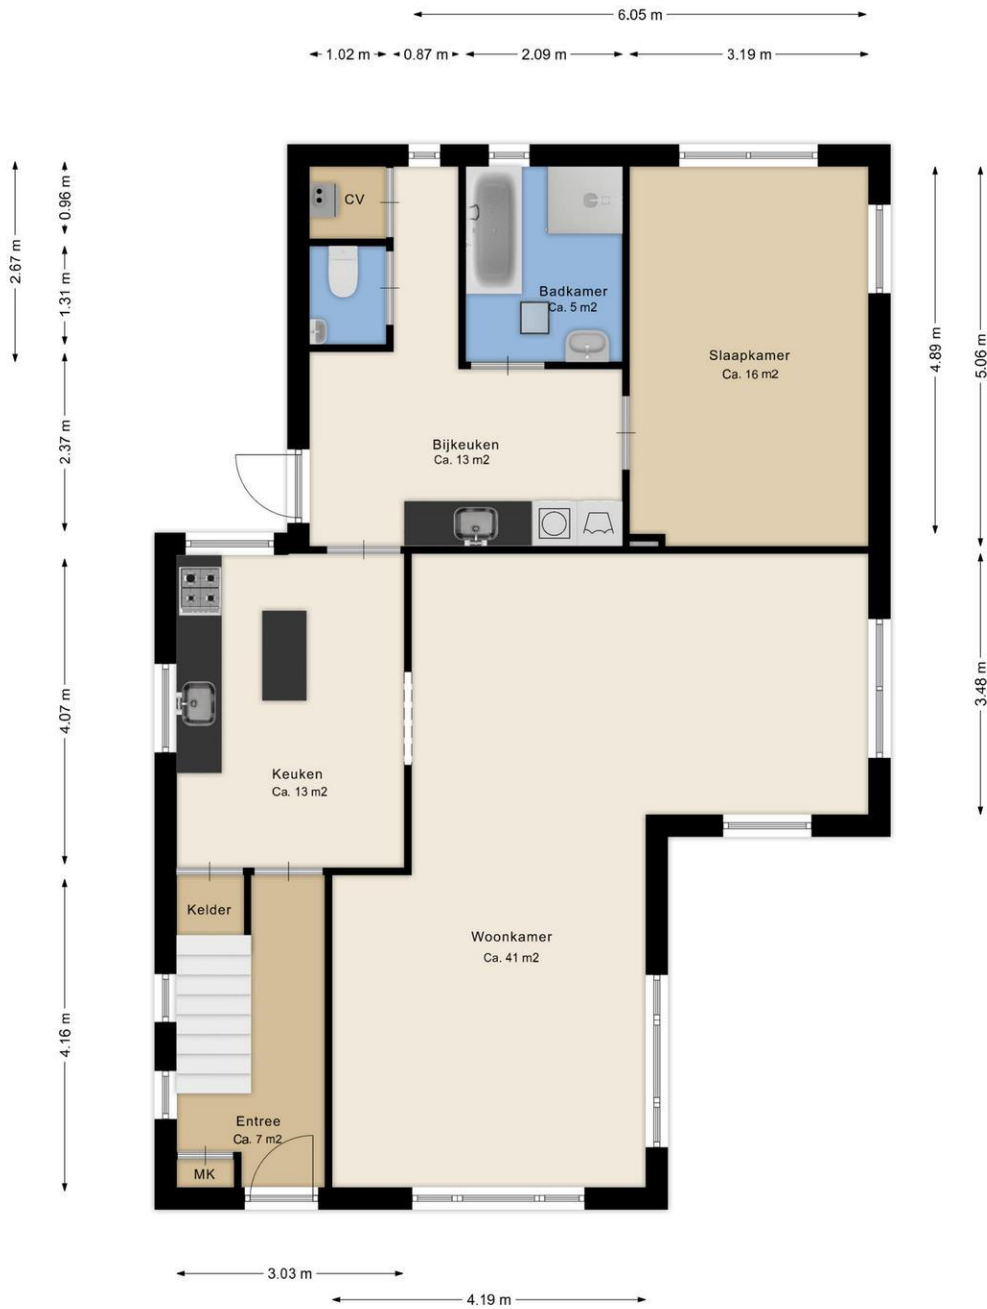 6.05 m
1.02 m
0.87 m
2.09 m
3.19 m
2.67 m
0.96 m
1.31 m
2.37 m
4.07 m
4.16 m
4.89 m
5.06 m
3.48 m
CV
Badkamer
Ca. 5 m2
Slaapkamer
Ca. 16 m2
Bijkeuken
Ca. 13 m2
Keuken
Ca. 13 m2
Kelder
Woonkamer
Ca. 41 m2
Entree
Ca. 7 m2
MK
3.03 m
4.19 m